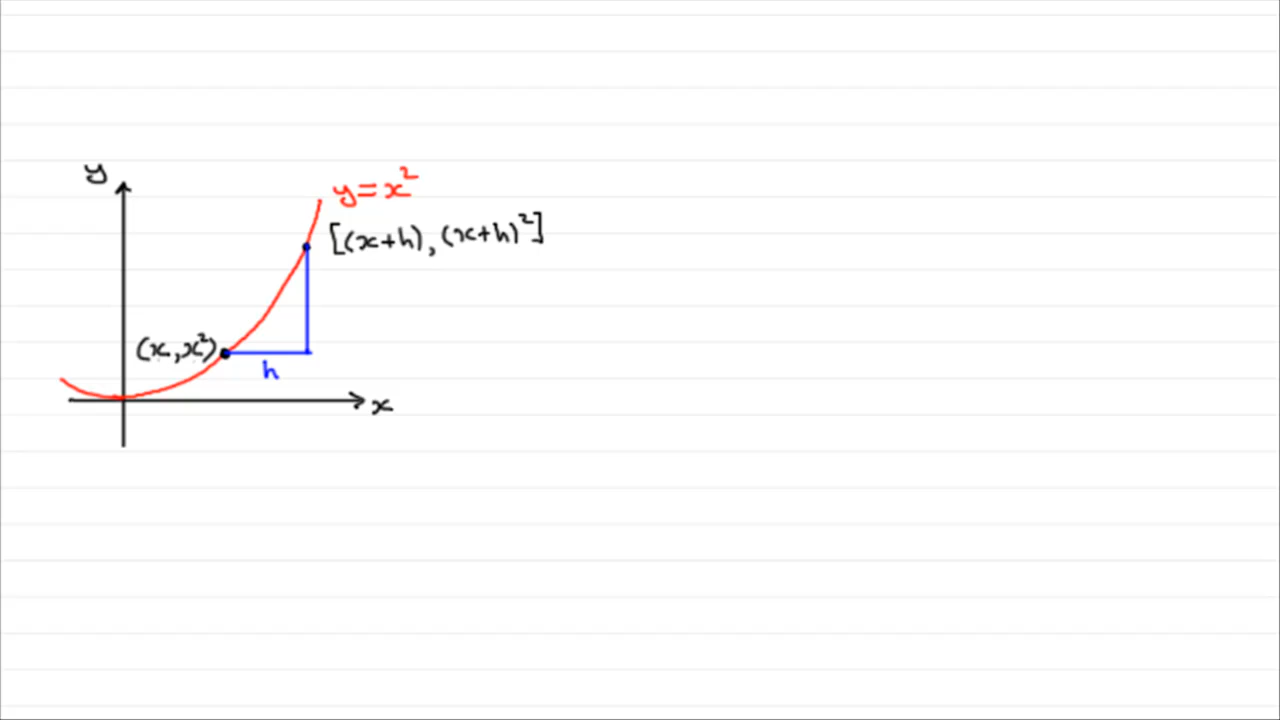 y
y=x²
[(x+h), (x+h)²]
(x, x²)
h
x